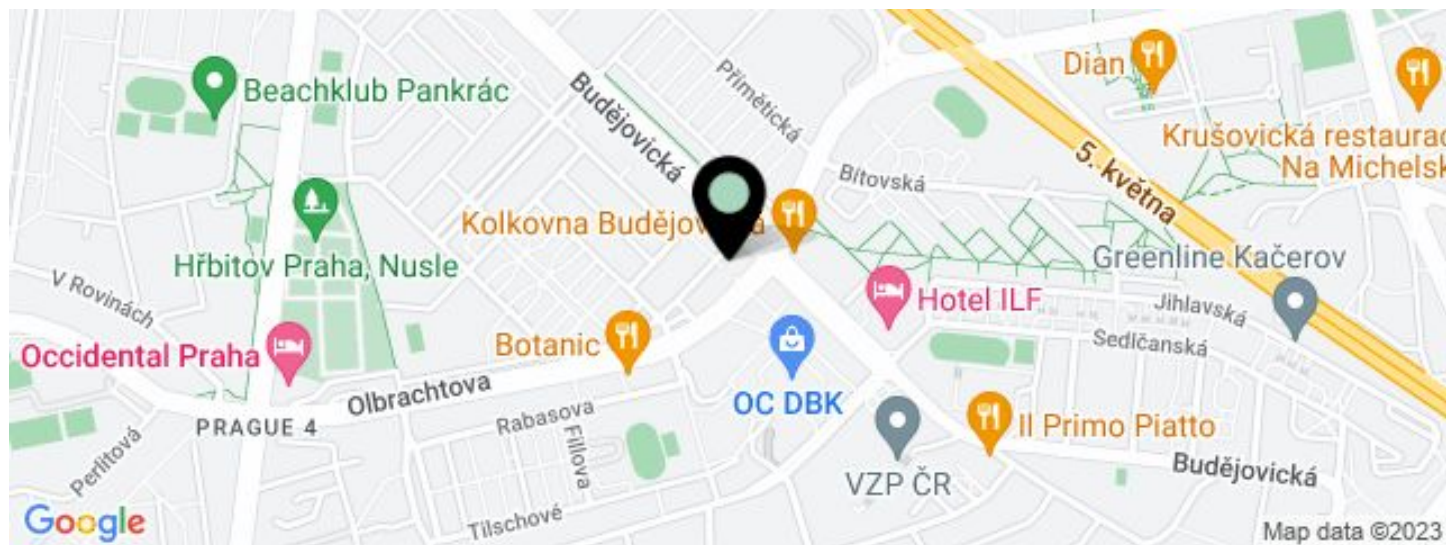 Beachklub Pankrác
Budějovická
Přímětická
Dian
Krušovická restaurac
Na Michelsk
5. května
Bítovská
Kolkovna Budějo
á
Hřbitov Praha, Nusle
Greenline Kačerov
V Rovinách
Hotel ILF
Jihlavská
Botanic
Sedlčanská
Occidental Praha
Olbrachtova
OC DBK
Rabasova
PRAGUE 4
Fillova
Il Primo Piatto
Perlitová
VZP ČR
Budějovická
Tilschové
Google
Map data ©2023